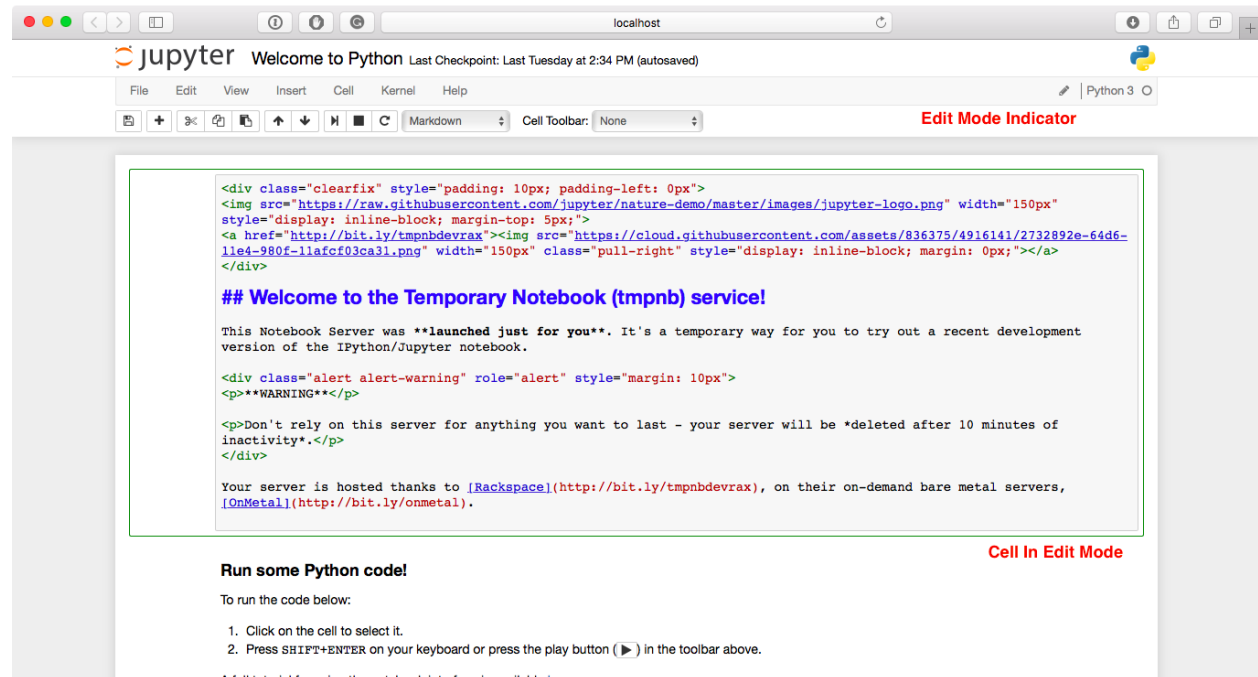 localhost
jupyter Welcome to Python Last Checkpoint: Last Tuesday at 2:34 PM (autosaved)
File Edit View Insert Cell Kernel Help Python 3
Markdown Cell Toolbar: None Edit Mode Indicator
<div class="clearfix" style="padding: 10px; padding-left: 0px">
<img src="https://raw.githubusercontent.com/jupyter/nature-demo/master/images/jupyter-logo.png" width="150px"
style="display: inline-block; margin-top: 5px;">
<a href="http://bit.ly/tmpnbdevrax"><img src="https://cloud.githubusercontent.com/assets/836375/4916141/2732892e-64d6-
11e4-980f-11afcf03ca31.png" width="150px" class="pull-right" style="display: inline-block; margin: 0px;"></a>
</div>
## Welcome to the Temporary Notebook (tmpnb) service!
This Notebook Server was **launched just for you**. It's a temporary way for you to try out a recent development
version of the IPython/Jupyter notebook.
<div class="alert alert-warning" role="alert" style="margin: 10px">
<p>**WARNING**</p>
<p>Don't rely on this server for anything you want to last - your server will be *deleted after 10 minutes of
inactivity*.</p>
</div>
Your server is hosted thanks to [Rackspace](http://bit.ly/tmpnbdevrax), on their on-demand bare metal servers,
[OnMetal](http://bit.ly/onmetal).
Cell In Edit Mode
Run some Python code!
To run the code below:
1. Click on the cell to select it.
2. Press SHIFT+ENTER on your keyboard or press the play button (▶) in the toolbar above.